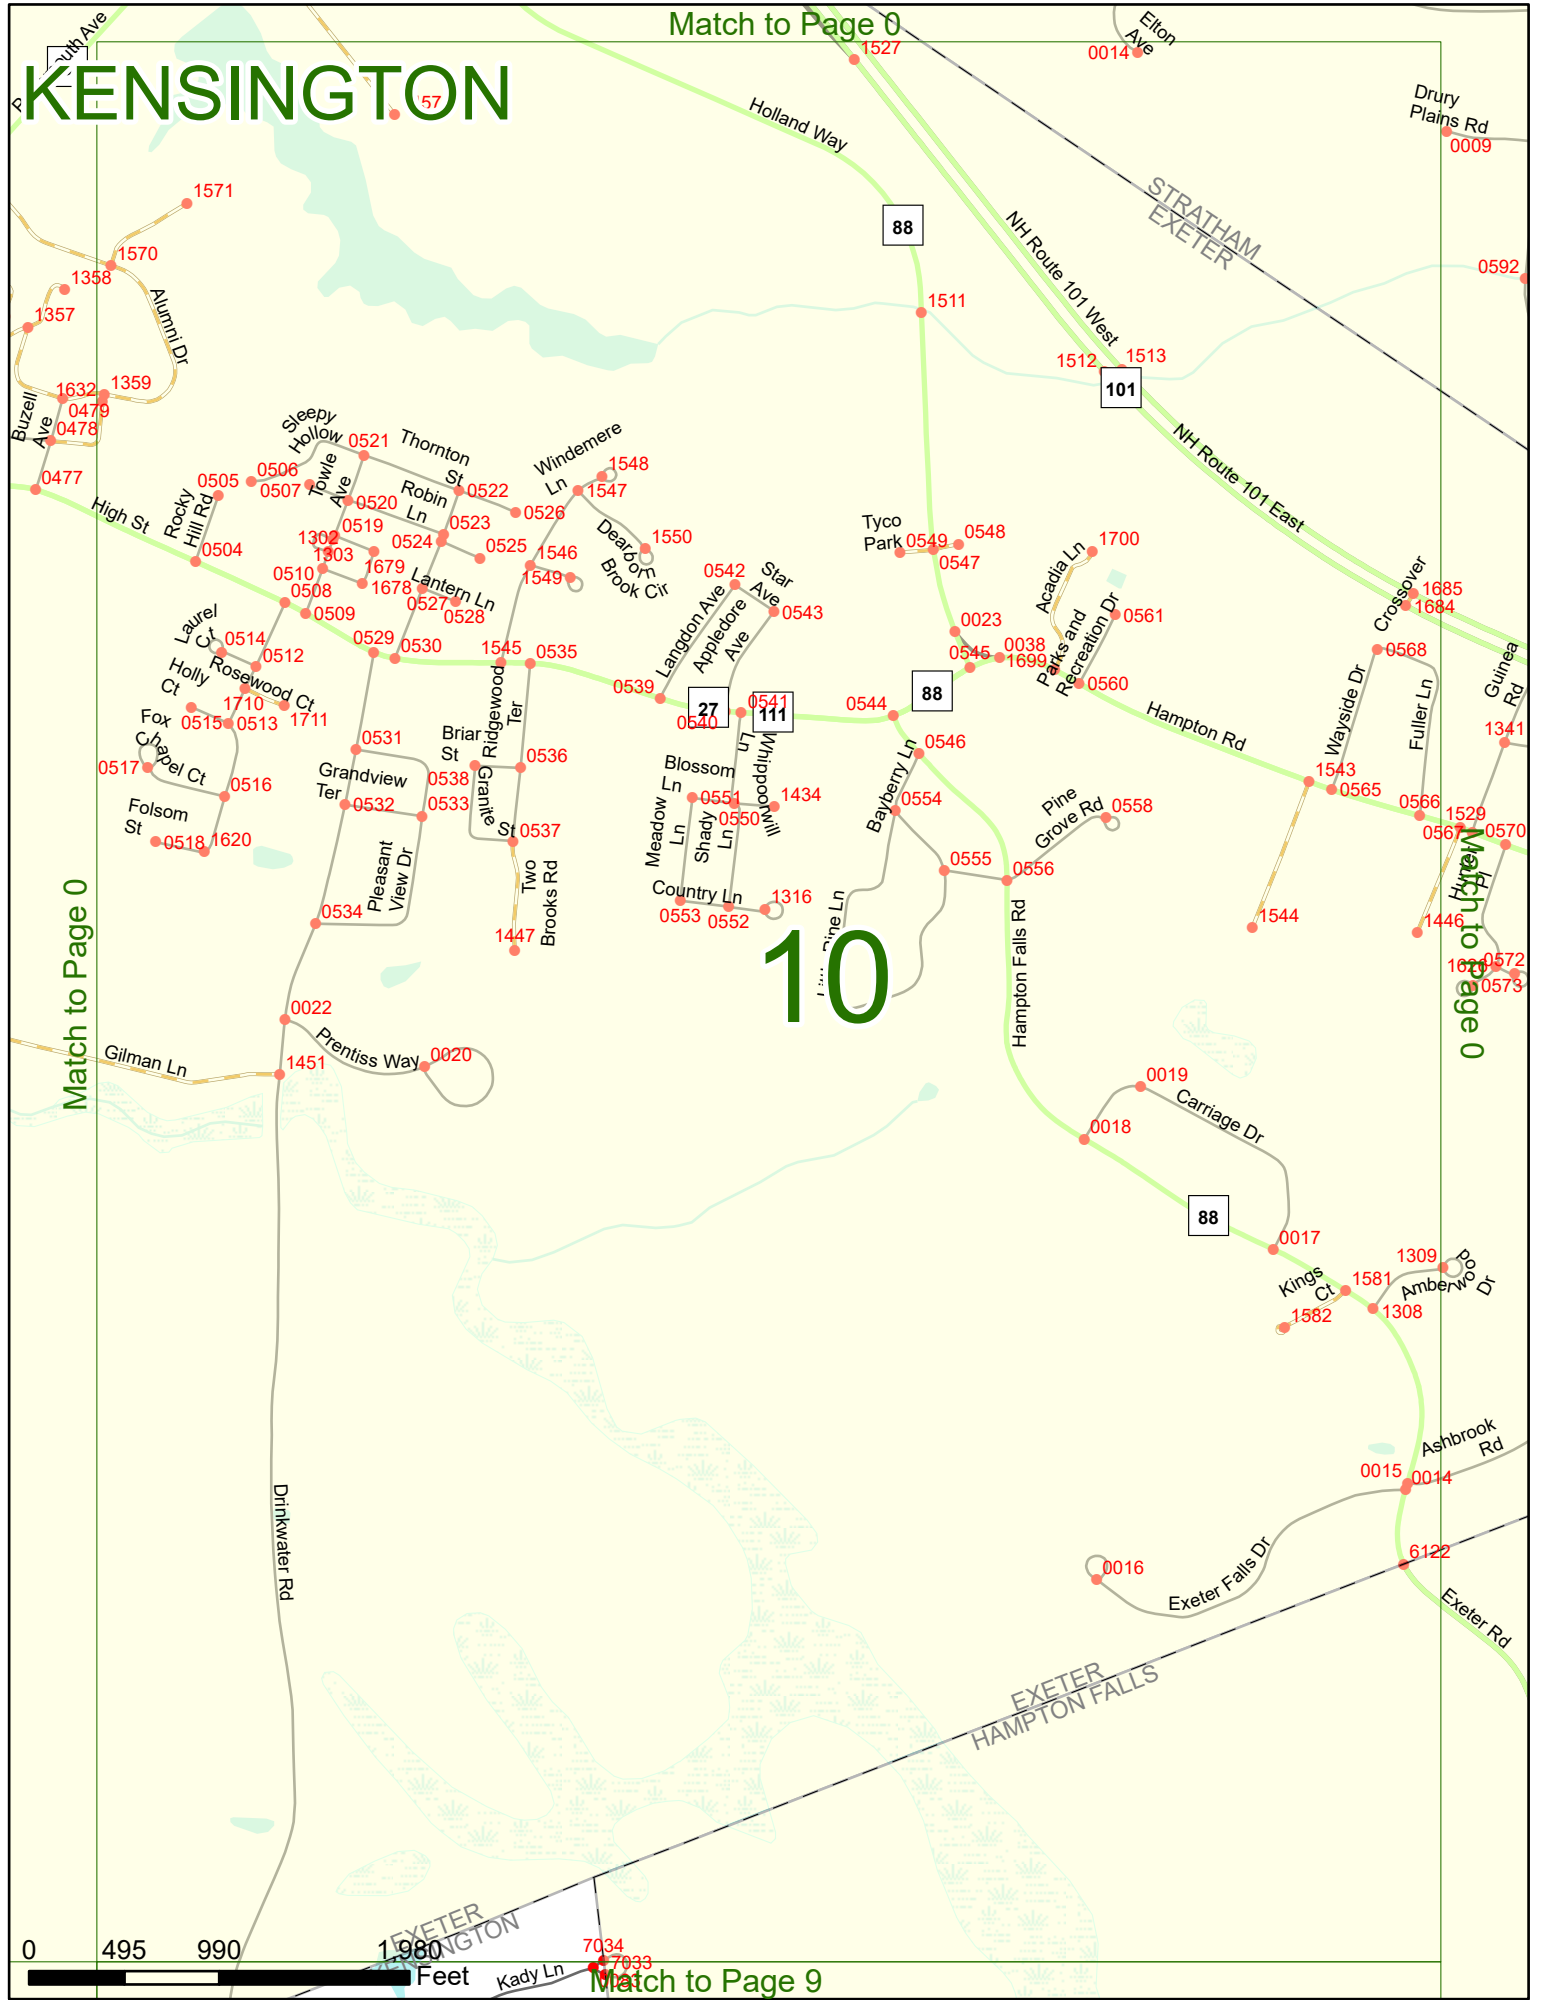 Match to Page 0
KENSINGTON
1527
Elton
Ave
0014
Drury
Plains Rd
0009
Holland Way
88
STRATHAM
EXETER
NH Route 101 West
0592
1571
1570
1358
1357
Alumni Dr
1511
1512
1513
101
1632
1359
0479
Buzell
Ave
0478
0477
High St
Sleepy
Hollow
0521
Thornton
St
Windemere
Ln
1548
1547
NH Route 101 East
0505
0506
0507
Towle
Ave
0520
Robin
Ln
0522
0526
Rocky
Hill Rd
0504
0519
1302
1303
0523
0524
0525
1546
1549
Dearborn
Brook Cir
1550
Tyco
Park
0549
0548
0547
1700
Acadia Ln
0510
1679
1678
0508
0509
Lantern Ln
0527
0528
0542
Star
Ave
0543
Langdon Ave
Appledore
Ave
0561
Parks and
Recreation Dr
Crossover
1685
1684
Laurel
Ct
0514
0512
0529
0530
1545
0535
0023
0038
0545
1699
0560
0568
Guinea
Rd
Holly
Ct
Rosewood Ct
1710
1711
0515
0513
Ridgewood
Ter
0539
27
0540
0541
111
0544
88
Hampton Rd
Wayside Dr
Fuller Ln
1341
Fox
Chapel Ct
0517
0516
0531
Grandview
Ter
0532
0533
Briar
St
0538
0536
Granite
St
0537
Blossom
Ln
0551
0550
Ln
Whippoorwill
1434
0546
Bayberry Ln
0554
Pine
Grove Rd
0558
1543
0565
0566
1529
0567
0570
Folsom
St
0518
1620
Pleasant
View Dr
Two
Brooks Rd
Meadow
Ln
Shady
Ln
0555
0556
Country Ln
0553
0552
1316
0534
1447
10
Hampton Falls Rd
1544
1446
0572
0573
Match to Page 0
Match to Page 0
0022
Prentiss Way
0020
Gilman Ln
1451
0019
Carriage Dr
0018
88
0017
1309
Amberwood
Dr
Kings
Ct
1581
1308
1582
Drinkwater Rd
Ashbrook
Rd
0015
0014
0016
Exeter Falls Dr
6122
Exeter Rd
EXETER
HAMPTON FALLS
EXETER
KENSINGTON
0 495 990 1,980
Feet
Kady Ln
7034
7033
Match to Page 9